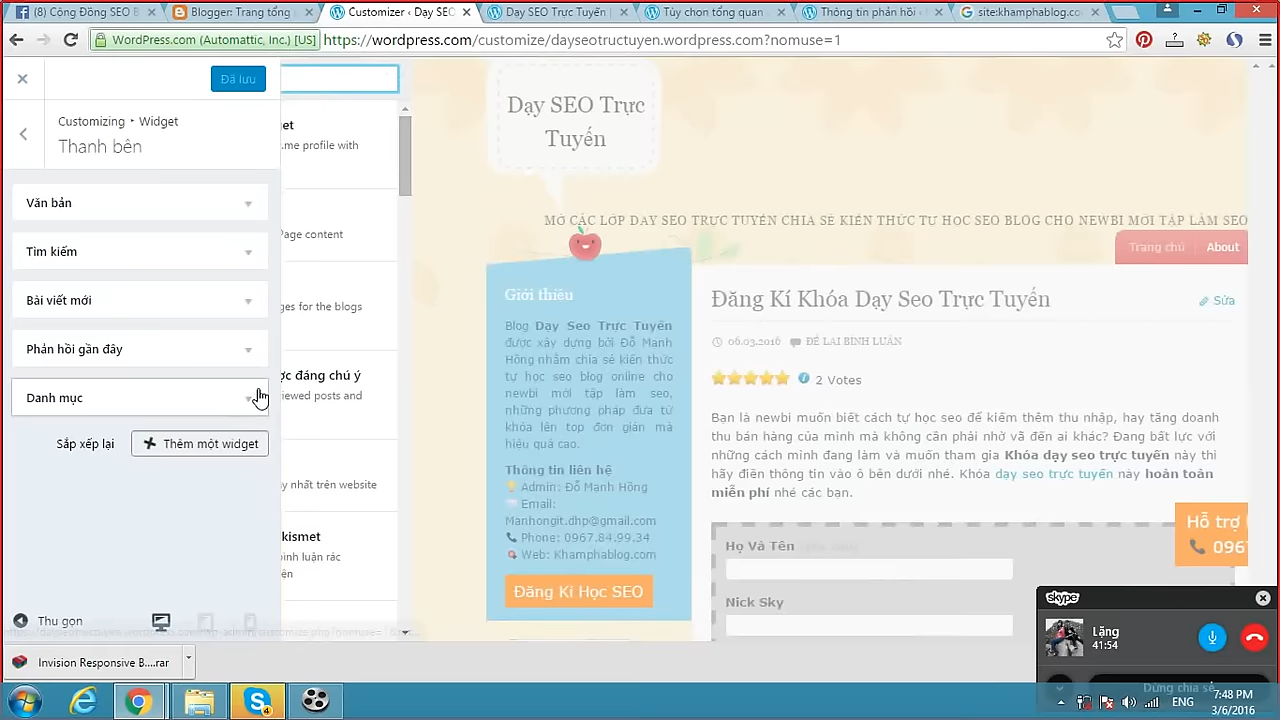 (8) Cộng Đồng SEO B
Blogger: Trang tổng
Customizer ‹ Dạy SEO
Dạy SEO Trực Tuyến |
Tùy chọn tổng quan
Thông tin phản hồi ‹
site:khamphablog.co
WordPress.com (Automattic, Inc.) [US]
https://wordpress.com/customize/dayseotructuyen.wordpress.com?nomuse=1
Đã lưu
Customizing ‣ Widget
Thanh bên
Văn bản
Tìm kiếm
Bài viết mới
Phản hồi gần đây
Danh mục
Sắp xếp lại
Thêm một widget
Thu gọn
et
.me profile with
Page content
ges for the blogs
ợc đáng chú ý
iewed posts and
y nhất trên website
kismet
bình luận rác
ến
Dạy SEO Trực
Tuyến
MỞ CÁC LỚP DẠY SEO TRỰC TUYẾN CHIA SẺ KIẾN THỨC TỰ HỌC SEO BLOG CHO NEWBI MỚI TẬP LÀM SEO
Trang chủ
About
Giới thiệu
Blog Dạy Seo Trực Tuyến
được xây dựng bởi Đỗ Mạnh
Hồng nhằm chia sẻ kiến thức
tự học seo blog online cho
newbi mới tập làm seo,
những phương pháp đưa từ
khóa lên top đơn giản mà
hiệu quả cao.
Thông tin liên hệ
Admin: Đỗ Mạnh Hồng
Email:
Manhongit.dhp@gmail.com
Phone: 0967.84.99.34
Web: Khamphablog.com
Đăng Kí Học SEO
Đăng Kí Khóa Dạy Seo Trực Tuyến
Sửa
06.03.2016
ĐỂ LẠI BÌNH LUẬN
2 Votes
Bạn là newbi muốn biết cách tự học seo để kiếm thêm thu nhập, hay tăng doanh
thu bán hàng của mình mà không cần phải nhờ vã đến ai khác? Đang bất lực với
những cách mình đang làm và muốn tham gia Khóa dạy seo trực tuyến này thì
hãy điền thông tin vào ô bên dưới nhé. Khóa dạy seo trực tuyến này hoàn toàn
miễn phí nhé các bạn.
Hỗ trợ
096
Họ Và Tên
Nick Sky
skype
Lặng
41:54
Dừng chia sẻ
Invision Responsive B....rar
4
ENG
7:48 PM
3/6/2016